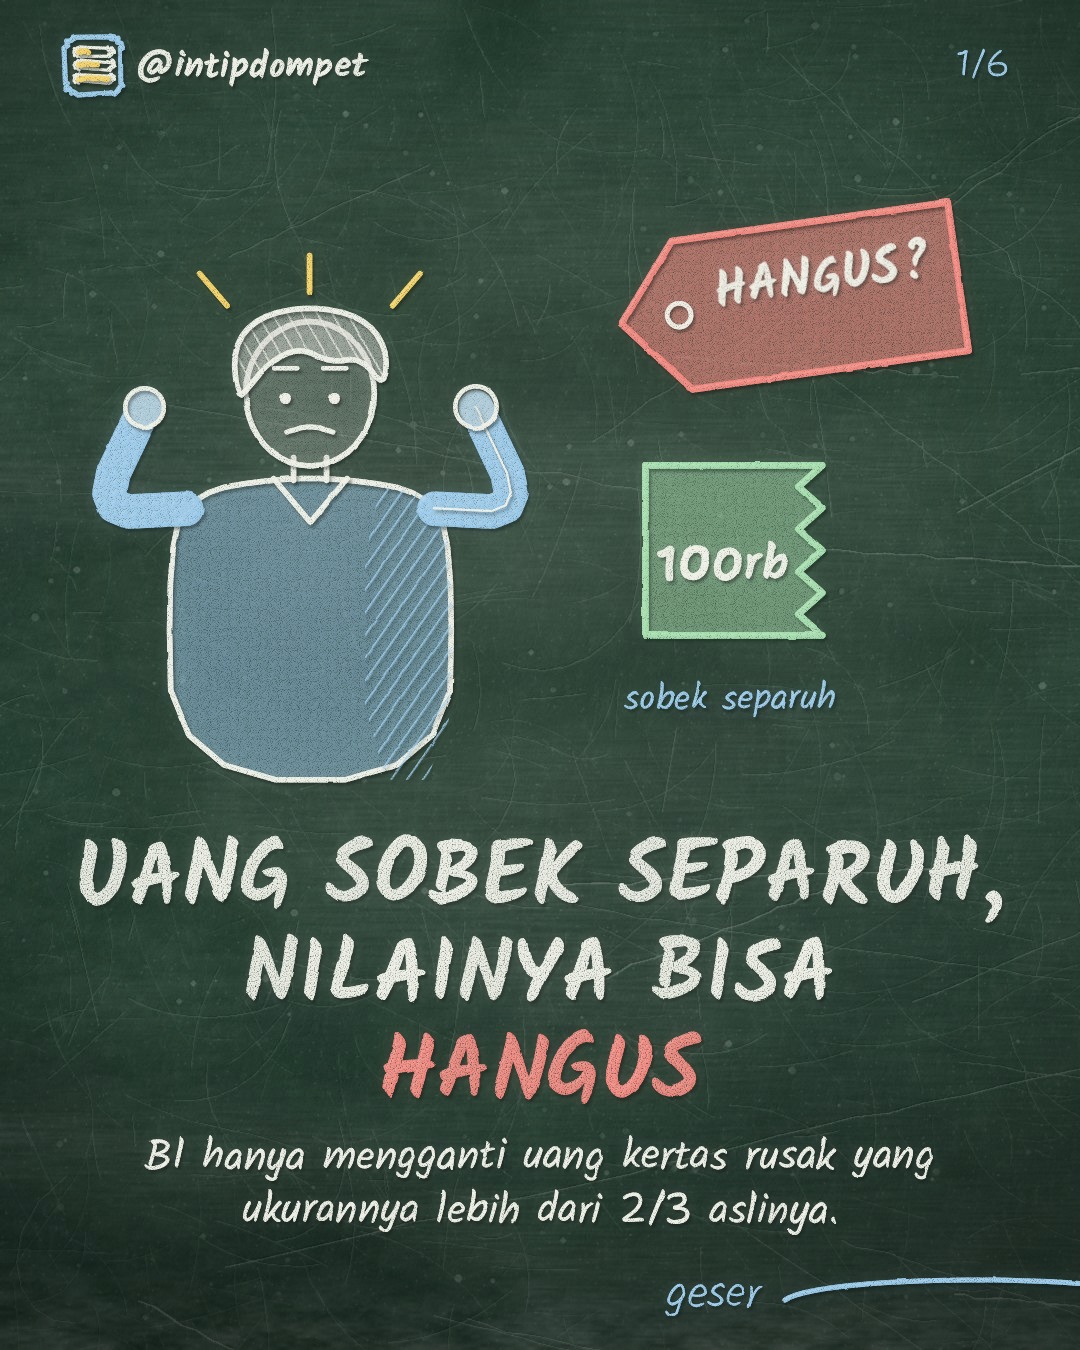 @intipdompet
1/6
HANGUS?
100rb
sobek separuh
UANG SOBEK SEPARUH,
NILAINYA BISA
HANGUS
BI hanya mengganti uang kertas rusak yang
ukurannya lebih dari 2/3 aslinya.
geser